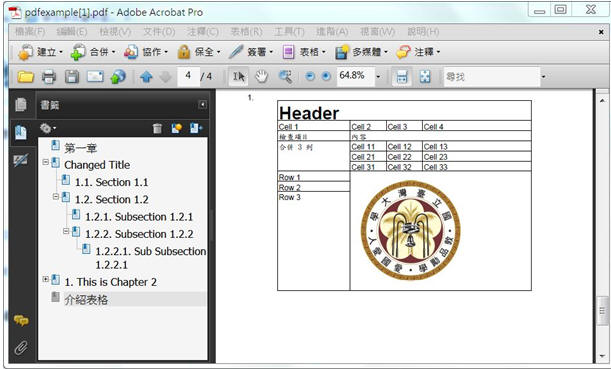 pdfexample[1].pdf - Adobe Acrobat Pro
檔案(F) 編輯(E) 檢視(V) 文件(D) 注釋(C) 表格(R) 工具(T) 進階(A) 視窗(W) 說明(H)
建立 合併 協作 保全 簽署 表格 多媒體 注釋
4 / 4 64.8% 尋找
書籤
第一章
Changed Title
1.1. Section 1.1
1.2. Section 1.2
1.2.1. Subsection 1.2.1
1.2.2. Subsection 1.2.2
1.2.2.1. Sub Subsection
1.2.2.1
1. This is Chapter 2
介紹表格
1.
Header
Cell 1 Cell 2 Cell 3 Cell 4
檢查項目 內容
合併 3 列 Cell 11 Cell 12 Cell 13
Cell 21 Cell 22 Cell 23
Cell 31 Cell 32 Cell 33
Row 1
Row 2
Row 3
國立臺灣大學
敦品勵學・愛國愛人